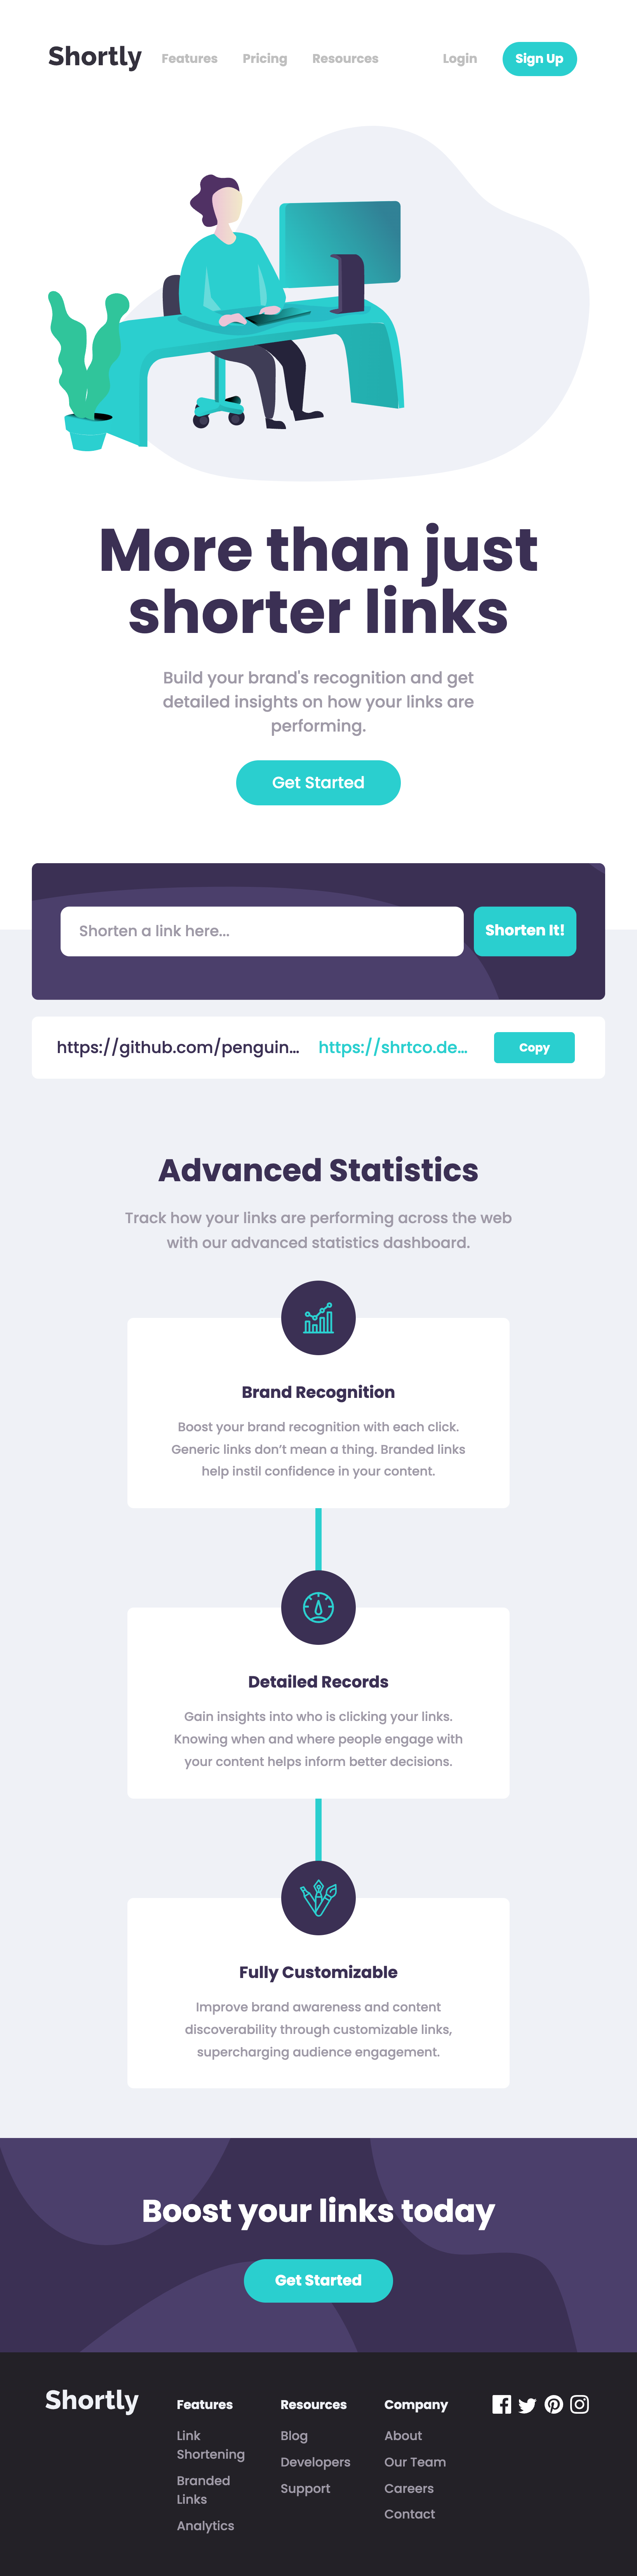 Shortly Features Pricing Resources Login Sign Up
More than just
shorter links
Build your brand's recognition and get
detailed insights on how your links are
performing.
Get Started
Shorten a link here... Shorten It!
https://github.com/penguin... https://shrtco.de... Copy
Advanced Statistics
Track how your links are performing across the web
with our advanced statistics dashboard.
Brand Recognition
Boost your brand recognition with each click.
Generic links don’t mean a thing. Branded links
help instil confidence in your content.
Detailed Records
Gain insights into who is clicking your links.
Knowing when and where people engage with
your content helps inform better decisions.
Fully Customizable
Improve brand awareness and content
discoverability through customizable links,
supercharging audience engagement.
Boost your links today
Get Started
Shortly
Features
Link
Shortening
Branded
Links
Analytics
Resources
Blog
Developers
Support
Company
About
Our Team
Careers
Contact